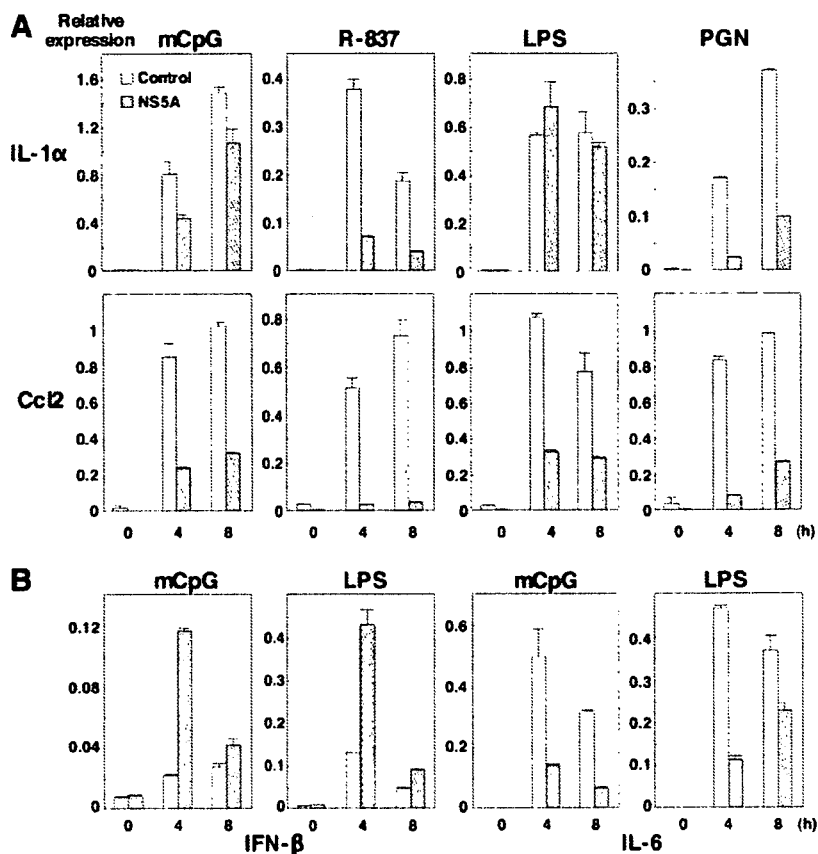 A
Relative
expression
mCpG
R-837
LPS
PGN
Control
NS5A
IL-1α
1.6
1.2
0.8
0.4
0
0.4
0.3
0.2
0.1
0
0.8
0.6
0.4
0.2
0
0.3
0.2
0.1
0
Ccl2
1
0.8
0.6
0.4
0.2
0
0.8
0.6
0.4
0.2
0
1
0.8
0.6
0.4
0.2
0
1
0.8
0.6
0.4
0.2
0
0 4 8
0 4 8
0 4 8
0 4 8 (h)
B
mCpG
LPS
mCpG
LPS
0.12
0.08
0.04
0
0.4
0.3
0.2
0.1
0
0.6
0.4
0.2
0
0.4
0.3
0.2
0.1
0
0 4 8
0 4 8
0 4 8
0 4 8 (h)
IFN-β
IL-6